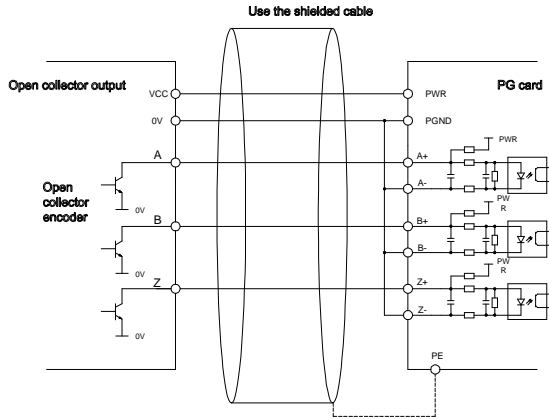 Use the shielded cable
Open collector output
PG card
VCC
PWR
0V
PGND
PWR
A
A+
A-
0V
Open
collector
encoder
PW
R
B
B+
B-
0V
PW
R
Z
Z+
Z-
0V
PE